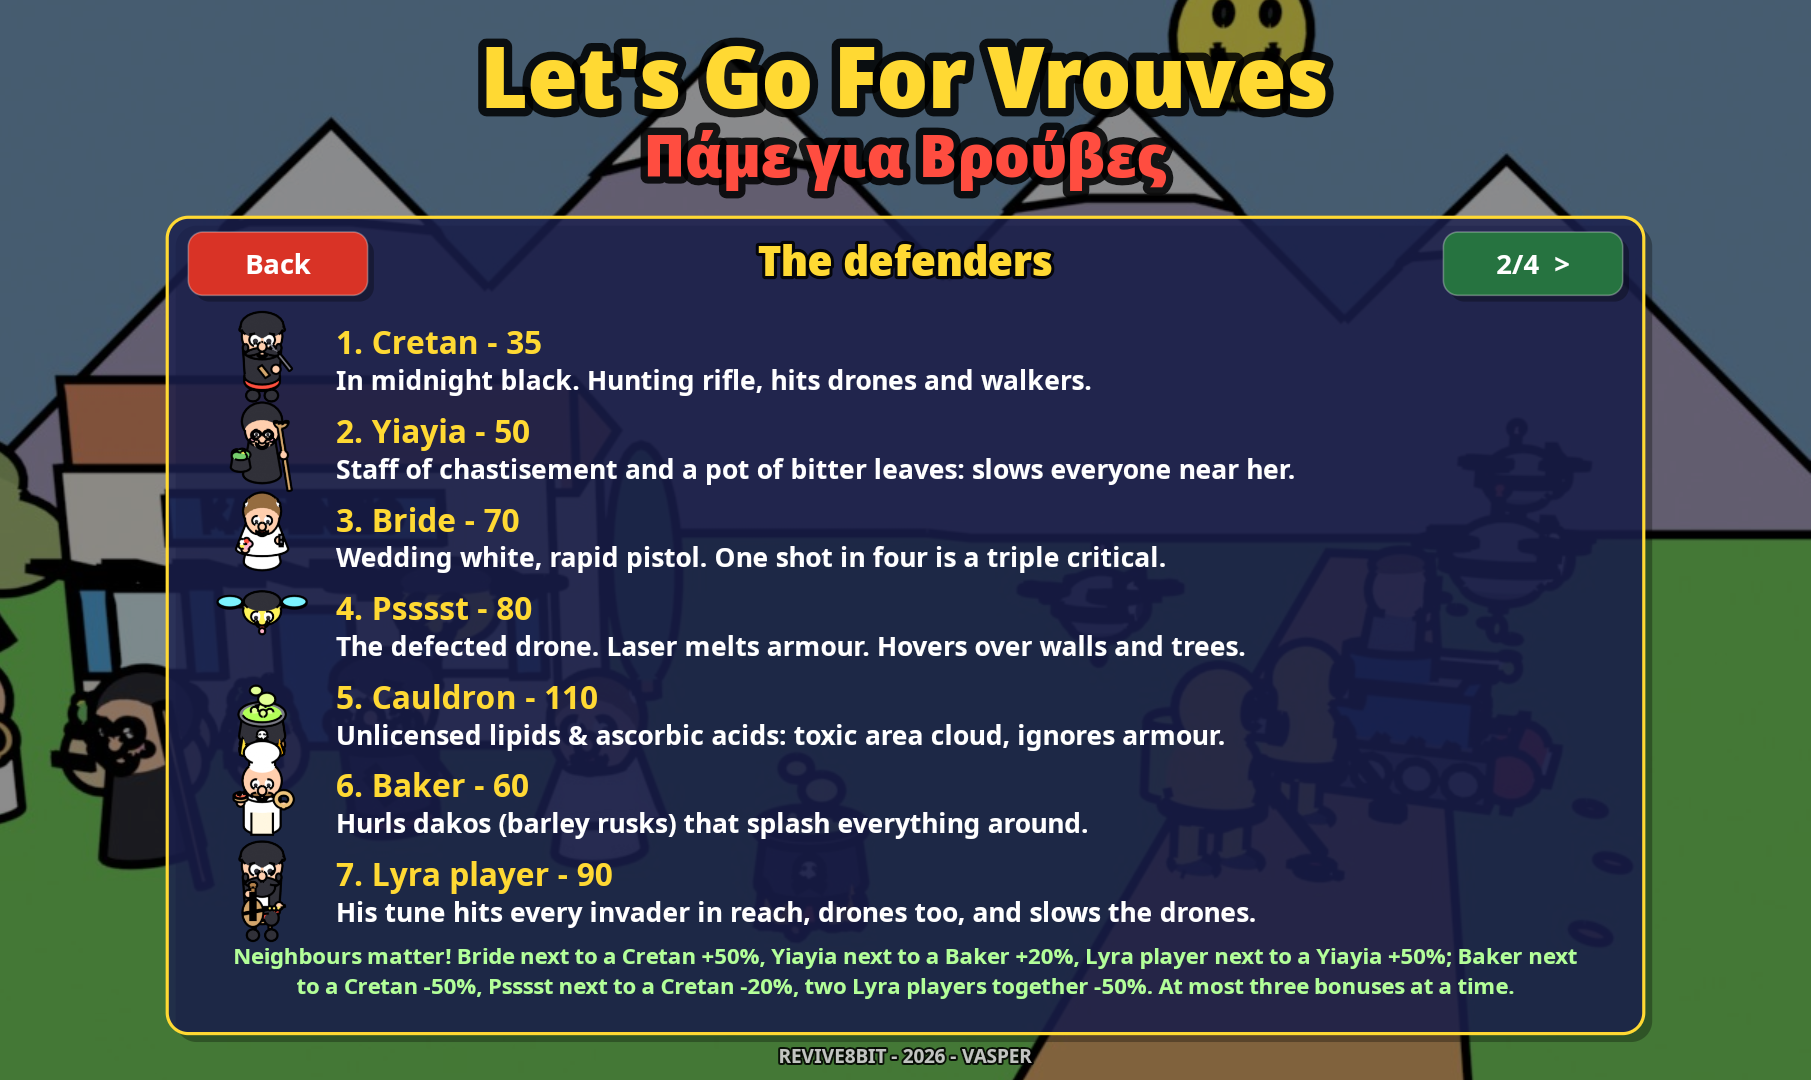 Let's Go For Vrouves
Πάμε για Βρούβες
Back
The defenders
2/4 >
1. Cretan - 35
In midnight black. Hunting rifle, hits drones and walkers.
2. Yiayia - 50
Staff of chastisement and a pot of bitter leaves: slows everyone near her.
3. Bride - 70
Wedding white, rapid pistol. One shot in four is a triple critical.
4. Psssst - 80
The defected drone. Laser melts armour. Hovers over walls and trees.
5. Cauldron - 110
Unlicensed lipids & ascorbic acids: toxic area cloud, ignores armour.
6. Baker - 60
Hurls dakos (barley rusks) that splash everything around.
7. Lyra player - 90
His tune hits every invader in reach, drones too, and slows the drones.
Neighbours matter! Bride next to a Cretan +50%, Yiayia next to a Baker +20%, Lyra player next to a Yiayia +50%; Baker next
to a Cretan -50%, Psssst next to a Cretan -20%, two Lyra players together -50%. At most three bonuses at a time.
REVIVE8BIT - 2026 - VASPER